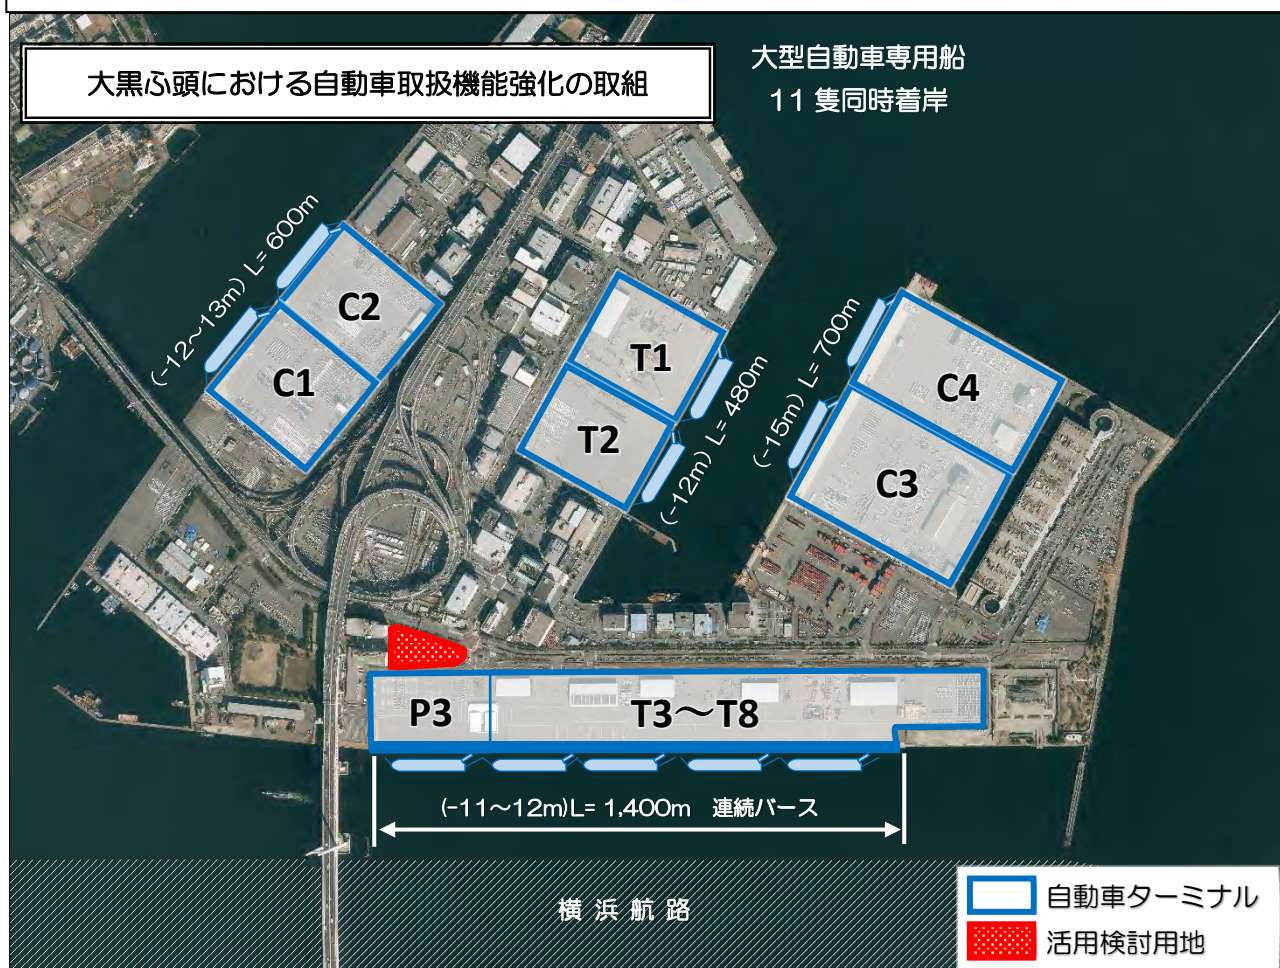 大黒ふ頭における自動車取扱機能強化の取組
大型自動車専用船
11 隻同時着岸
(-12～13m) L= 600m
C2
C1
T1
T2
(-12m) L= 480m
(-15m) L= 700m
C4
C3
P3
T3～T8
(-11～12m)L= 1,400m 連続バース
横浜航路
自動車ターミナル
活用検討用地